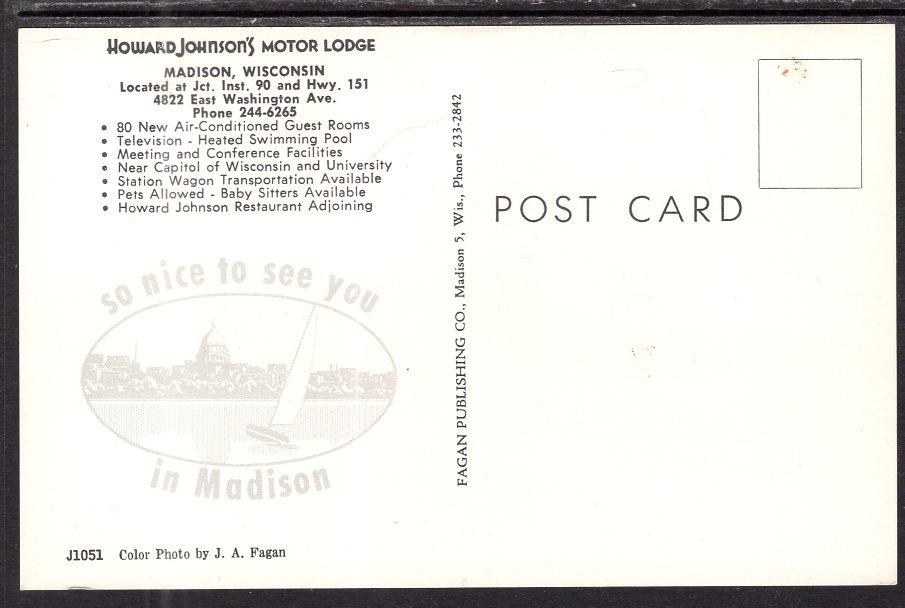 HOWARD JOHNSON'S MOTOR LODGE
MADISON, WISCONSIN
Located at Jct. Inst. 90 and Hwy. 151
4822 East Washington Ave.
Phone 244-6265
• 80 New Air-Conditioned Guest Rooms
• Television - Heated Swimming Pool
• Meeting and Conference Facilities
• Near Capitol of Wisconsin and University
• Station Wagon Transportation Available
• Pets Allowed - Baby Sitters Available
• Howard Johnson Restaurant Adjoining
so nice to see you
in Madison
J1051 Color Photo by J. A. Fagan
FAGAN PUBLISHING CO., Madison 5, Wis., Phone 233-2842
POST CARD